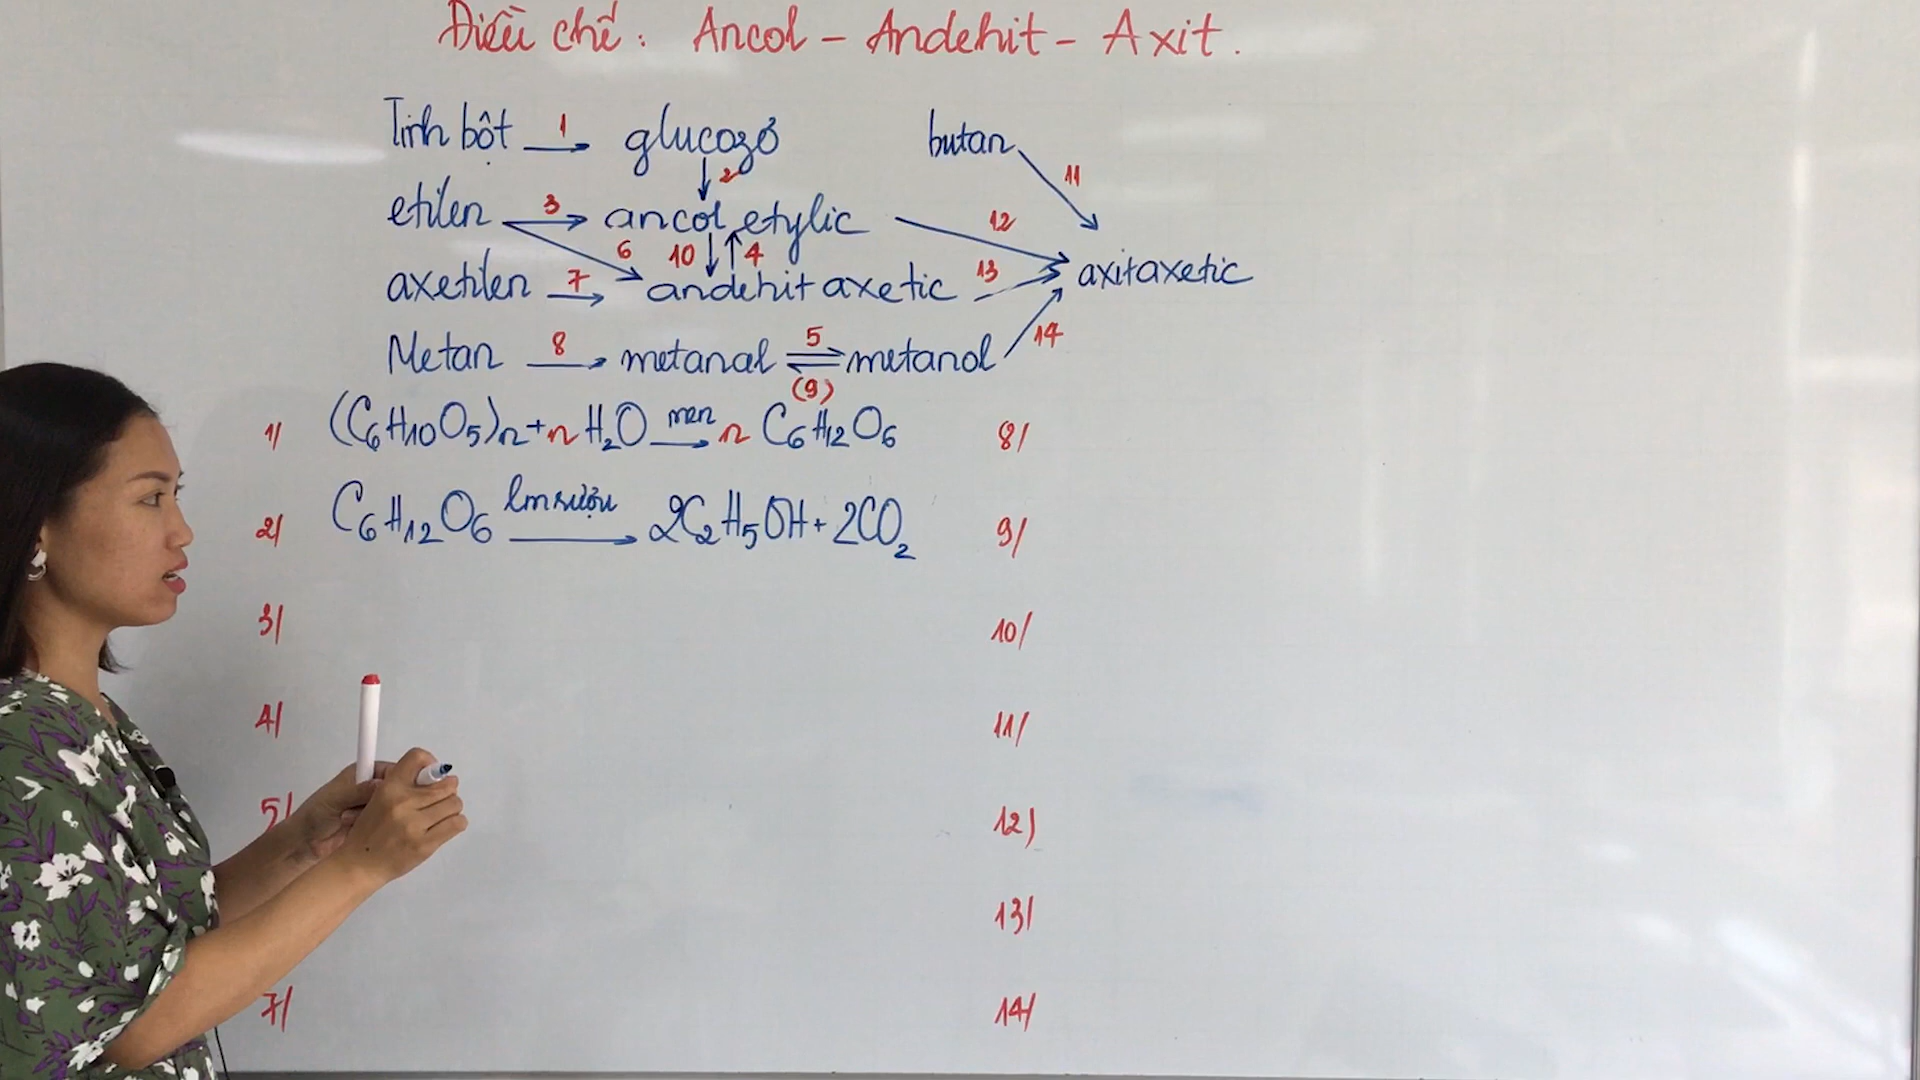 Điều chế: Ancol - Andehit - Axit.
Tinh bột 1→ glucozơ butan
2 11
etilen 3→ ancol etylic 12
6 10↓↑4
axetilen 7→ andehit axetic 13 axitaxetic
Metan 8→ metanal 5⇌(9) metanol 14
1/ (C₆H₁₀O₅)n + n H₂O men→ n C₆H₁₂O₆ 8/
2/ C₆H₁₂O₆ lm rượu→ 2C₂H₅OH + 2CO₂ 9/
3/ 10/
4/ 11/
5/ 12)
13/
7/ 14/